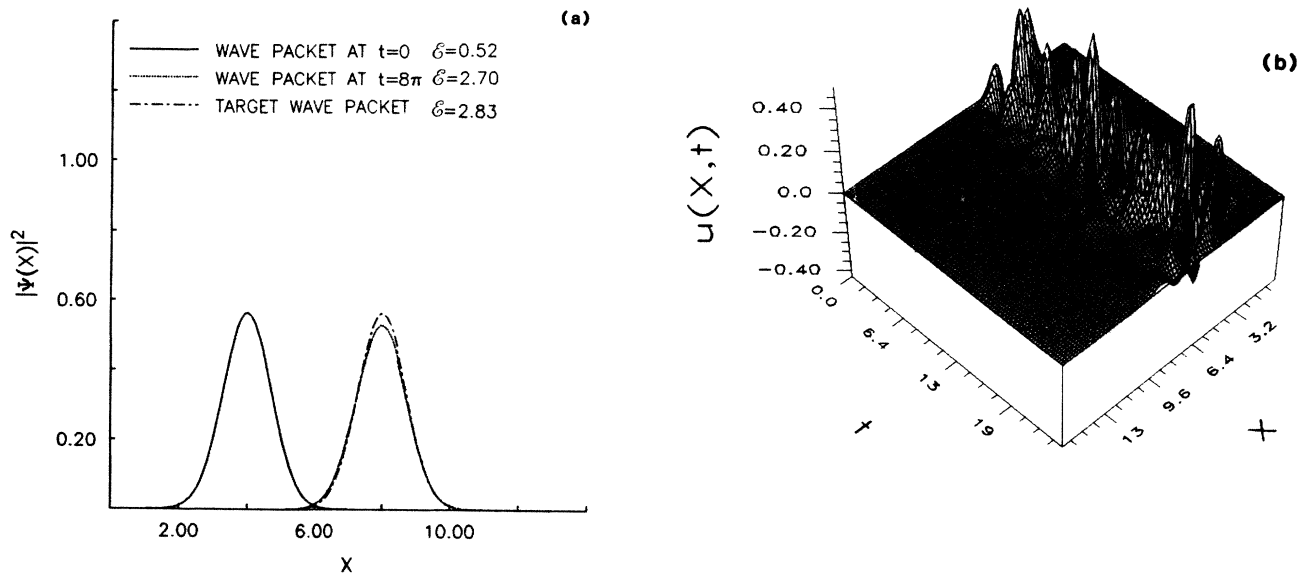 (a)
WAVE PACKET AT t=0 ℰ=0.52
WAVE PACKET AT t=8π ℰ=2.70
TARGET WAVE PACKET ℰ=2.83
1.00
0.60
0.20
|Ψ(X)|²
2.00 6.00 10.00
X
(b)
u(X,t)
0.40
0.20
0.0
−0.20
−0.40
0.0
6.4
13
19
t
3.2
6.4
9.6
13
X